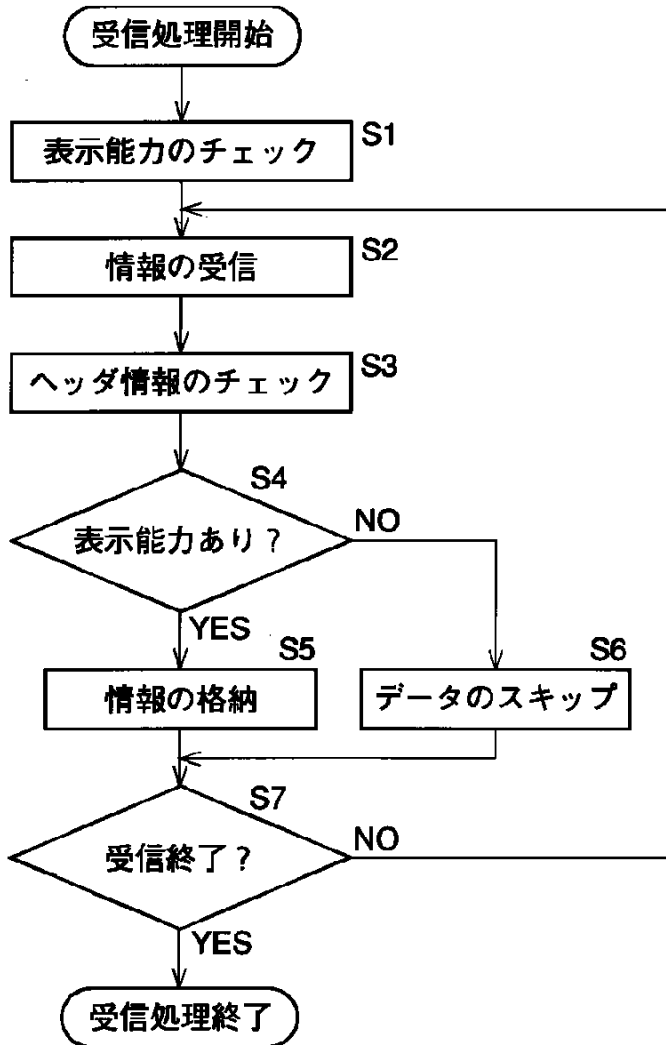 受信処理開始
表示能力のチェック
S1
情報の受信
S2
ヘッダ情報のチェック
S3
S4
表示能力あり?
NO
YES
S5
情報の格納
S6
データのスキップ
S7
受信終了?
NO
YES
受信処理終了